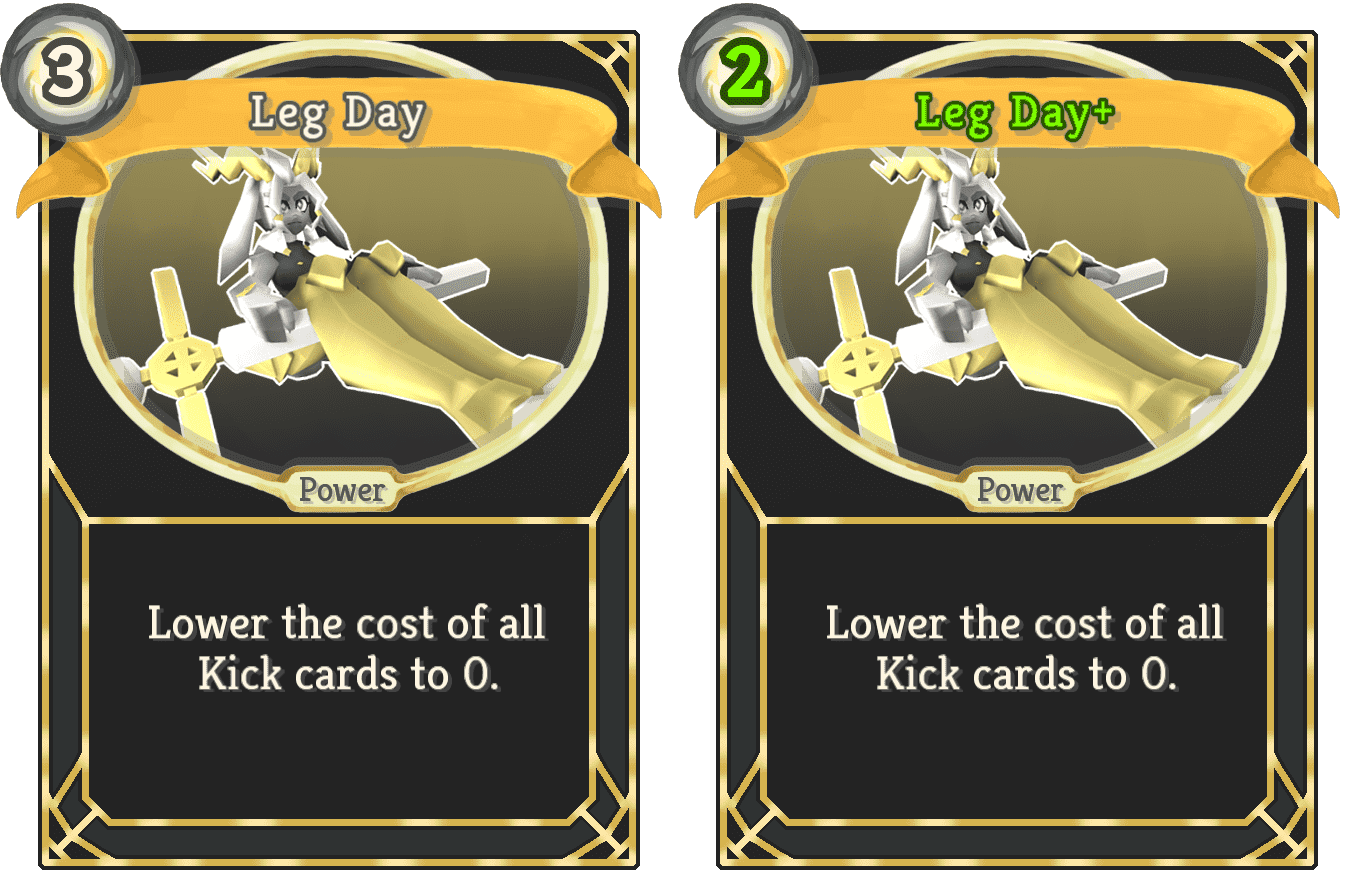 3
Leg Day
Power
Lower the cost of all
Kick cards to 0.
2
Leg Day+
Power
Lower the cost of all
Kick cards to 0.